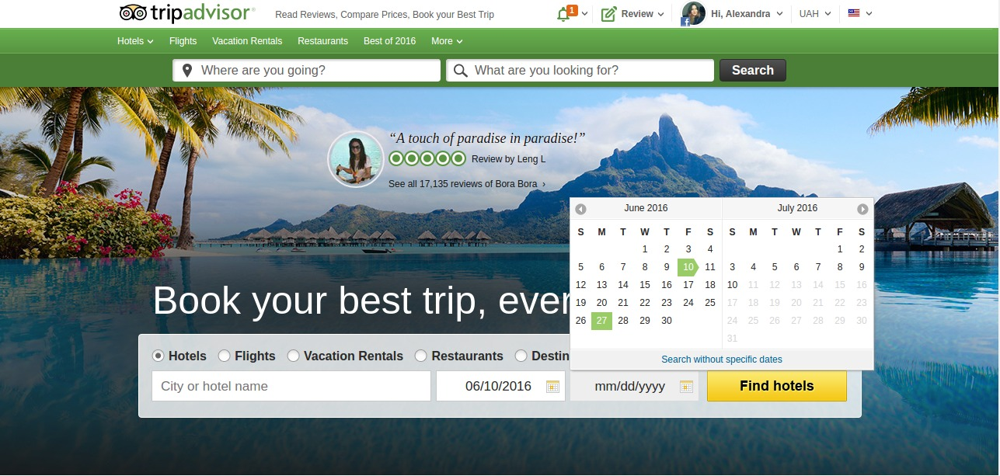 tripadvisor®
Read Reviews, Compare Prices, Book your Best Trip
1
Review
Hi, Alexandra
UAH
Hotels
Flights
Vacation Rentals
Restaurants
Best of 2016
More
Where are you going?
What are you looking for?
Search
“A touch of paradise in paradise!”
Review by Leng L
See all 17,135 reviews of Bora Bora ›
Book your best trip, ever
June 2016
S M T W T F S
1 2 3 4
5 6 7 8 9 10 11
12 13 14 15 16 17 18
19 20 21 22 23 24 25
26 27 28 29 30
July 2016
S M T W T F S
1 2
3 4 5 6 7 8 9
10 11 12 13 14 15 16
17 18 19 20 21 22 23
24 25 26 27 28 29 30
31
Search without specific dates
Hotels
Flights
Vacation Rentals
Restaurants
Destin
City or hotel name
06/10/2016
mm/dd/yyyy
Find hotels